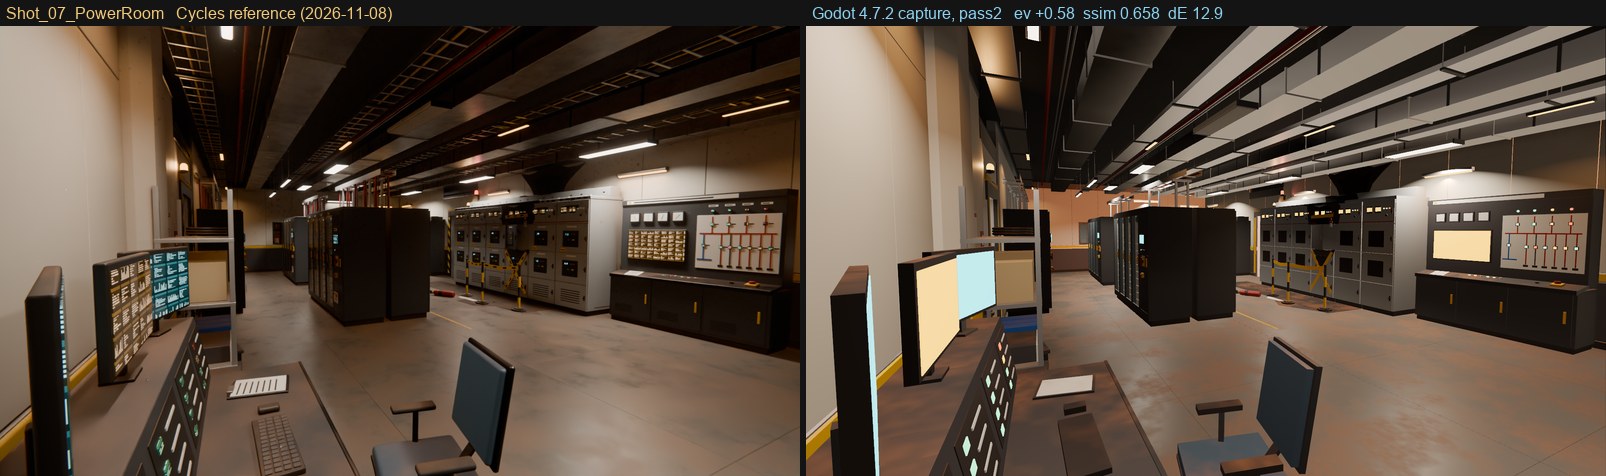 Shot_07_PowerRoom Cycles reference (2026-11-08)
Godot 4.7.2 capture, pass2 ev +0.58 ssim 0.658 dE 12.9